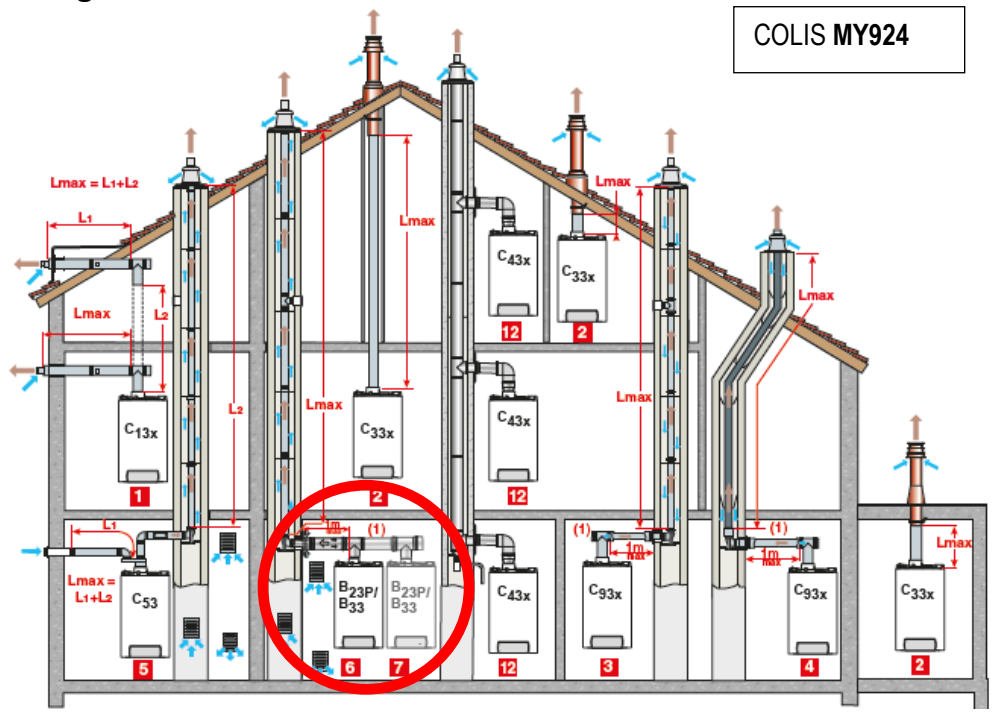 COLIS MY924
Lmax = L1+L2
L1
Lmax
L2
C13x
1
L2
Lmax
Lmax
C33x
2
C43x
12
Lmax
C33x
2
C43x
12
Lmax
Lmax
L1
Lmax =
L1+L2
C53
5
1m
(1)
B23P/
B33
6
B23P/
B33
7
C43x
12
(1)
1m
max
C93x
3
(1)
1m
max
C93x
4
Lmax
C33x
2